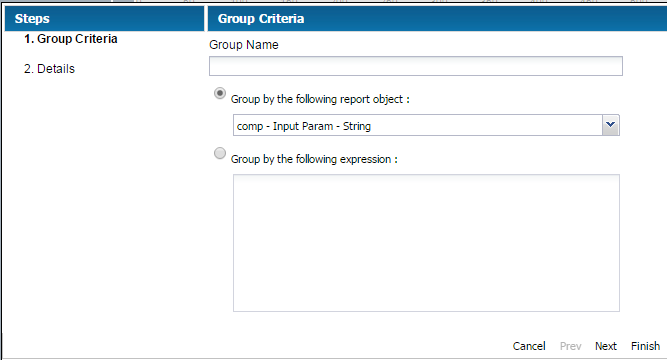 Steps
Group Criteria
1. Group Criteria
Group Name
2. Details
Group by the following report object :
comp - Input Param - String
Group by the following expression :
Cancel Prev Next Finish